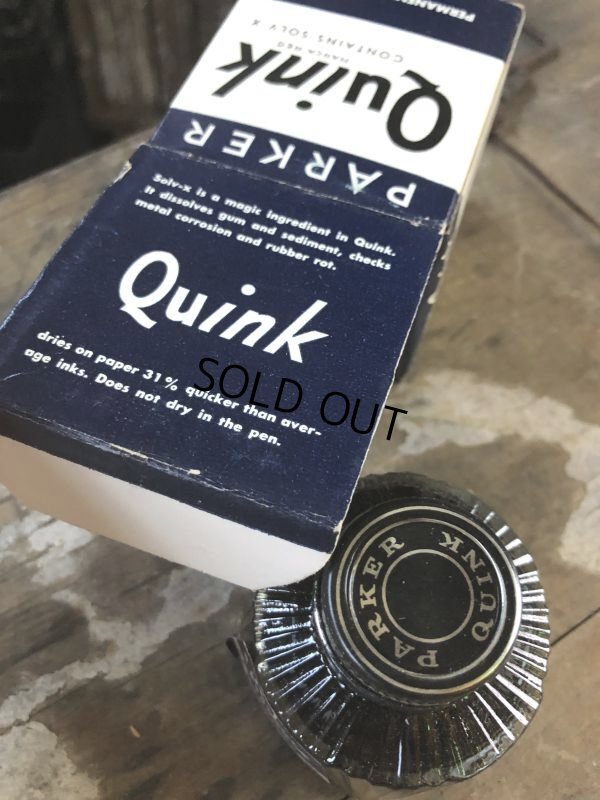 PERMANENT
CONTAINS SOLV-X
MARCA REG
Quink
PARKER
Solv-x is a magic ingredient in Quink.
It dissolves gum and sediment, checks
metal corrosion and rubber rot.
Quink
dries on paper 31% quicker than aver-
age inks. Does not dry in the pen.
SOLD OUT
PARKER QUINK